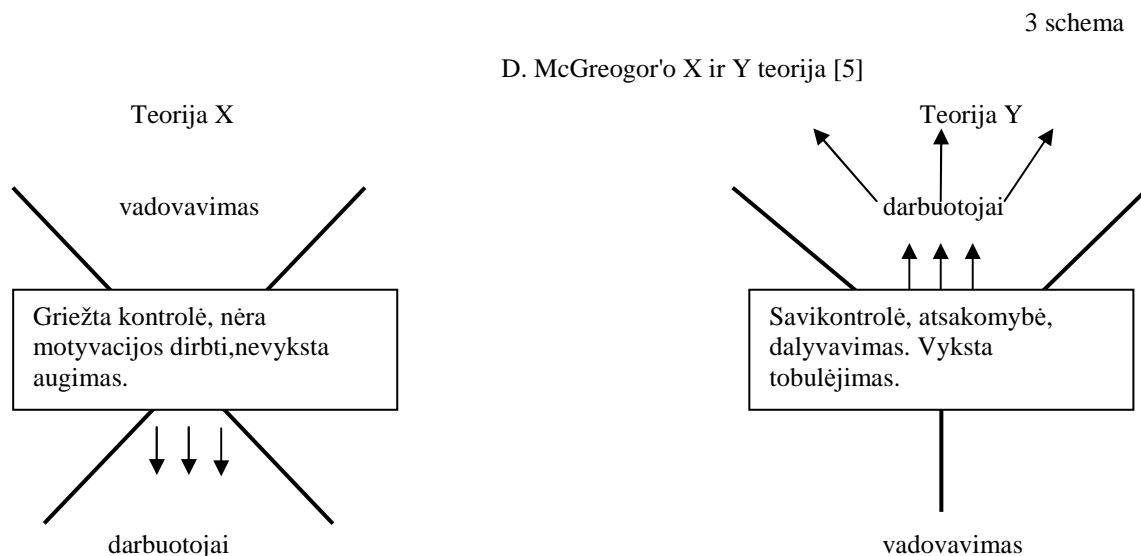 3 schema
D. McGreogor'o X ir Y teorija [5]
Teorija X
vadovavimas
Griežta kontrolė, nėra
motyvacijos dirbti,nevyksta
augimas.
darbuotojai
Teorija Y
darbuotojai
Savikontrolė, atsakomybė,
dalyvavimas. Vyksta
tobulėjimas.
vadovavimas